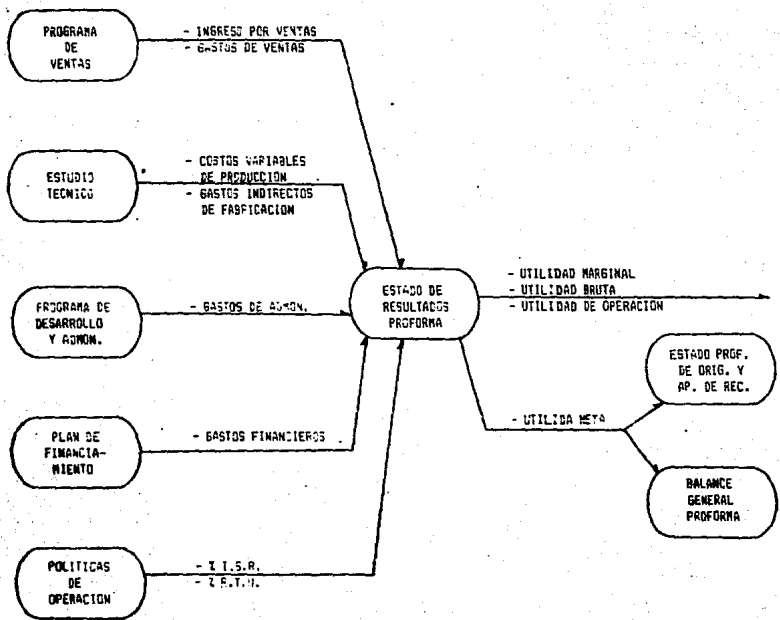 PROGRAMA
DE
VENTAS
- INGRESO POR VENTAS
- GASTOS DE VENTAS
ESTUDIO
TECNICO
- COSTOS VARIABLES
DE PRODUCCION
- GASTOS INDIRECTOS
DE FABRICACION
PROGRAMA DE
DESARROLLO
Y ADMON.
- GASTOS DE ADMON.
ESTADO DE
RESULTADOS
PROFORMA
- UTILIDAD MARGINAL
- UTILIDAD BRUTA
- UTILIDAD DE OPERACION
ESTADO PROF.
DE ORIG. Y
AP. DE REC.
PLAN DE
FINANCIA-
MIENTO
- GASTOS FINANCIEROS
- UTILIDA META
BALANCE
GENERAL
PROFORMA
POLITICAS
DE
OPERACION
- % I.S.R.
- %